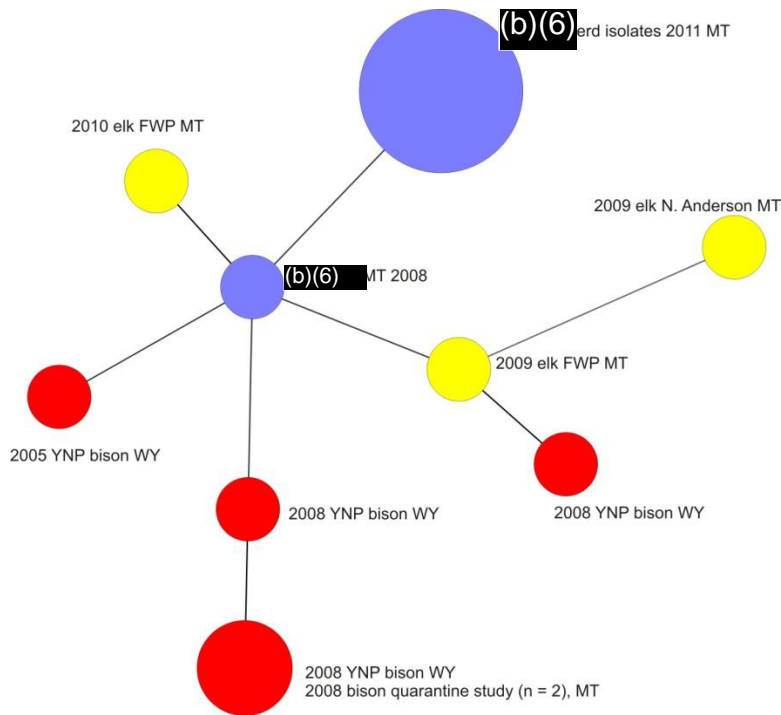 (b)(6) erd isolates 2011 MT
2010 elk FWP MT
2009 elk N. Anderson MT
(b)(6) MT 2008
2009 elk FWP MT
2005 YNP bison WY
2008 YNP bison WY
2008 YNP bison WY
2008 YNP bison WY
2008 bison quarantine study (n = 2), MT